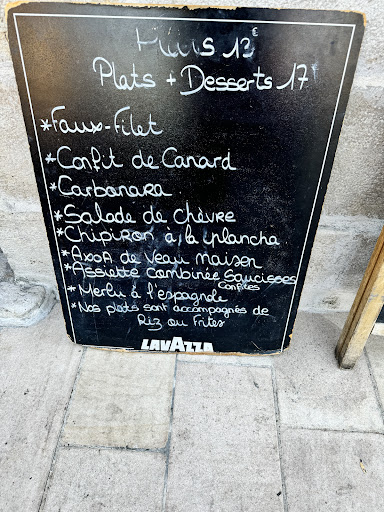 Menus 13€
Plats + Desserts 17€
*Faux-Filet
*Confit de Canard
*Carbonara.
*Salade de chèvre
*Chipiron à la plancha.
*Axoa de Veau maison
*Assiette combinée Saucisses
confites
*Merlu à l'espagnole
*Nos plats sont accompagnés de
Riz ou Frites
LAVAZZA